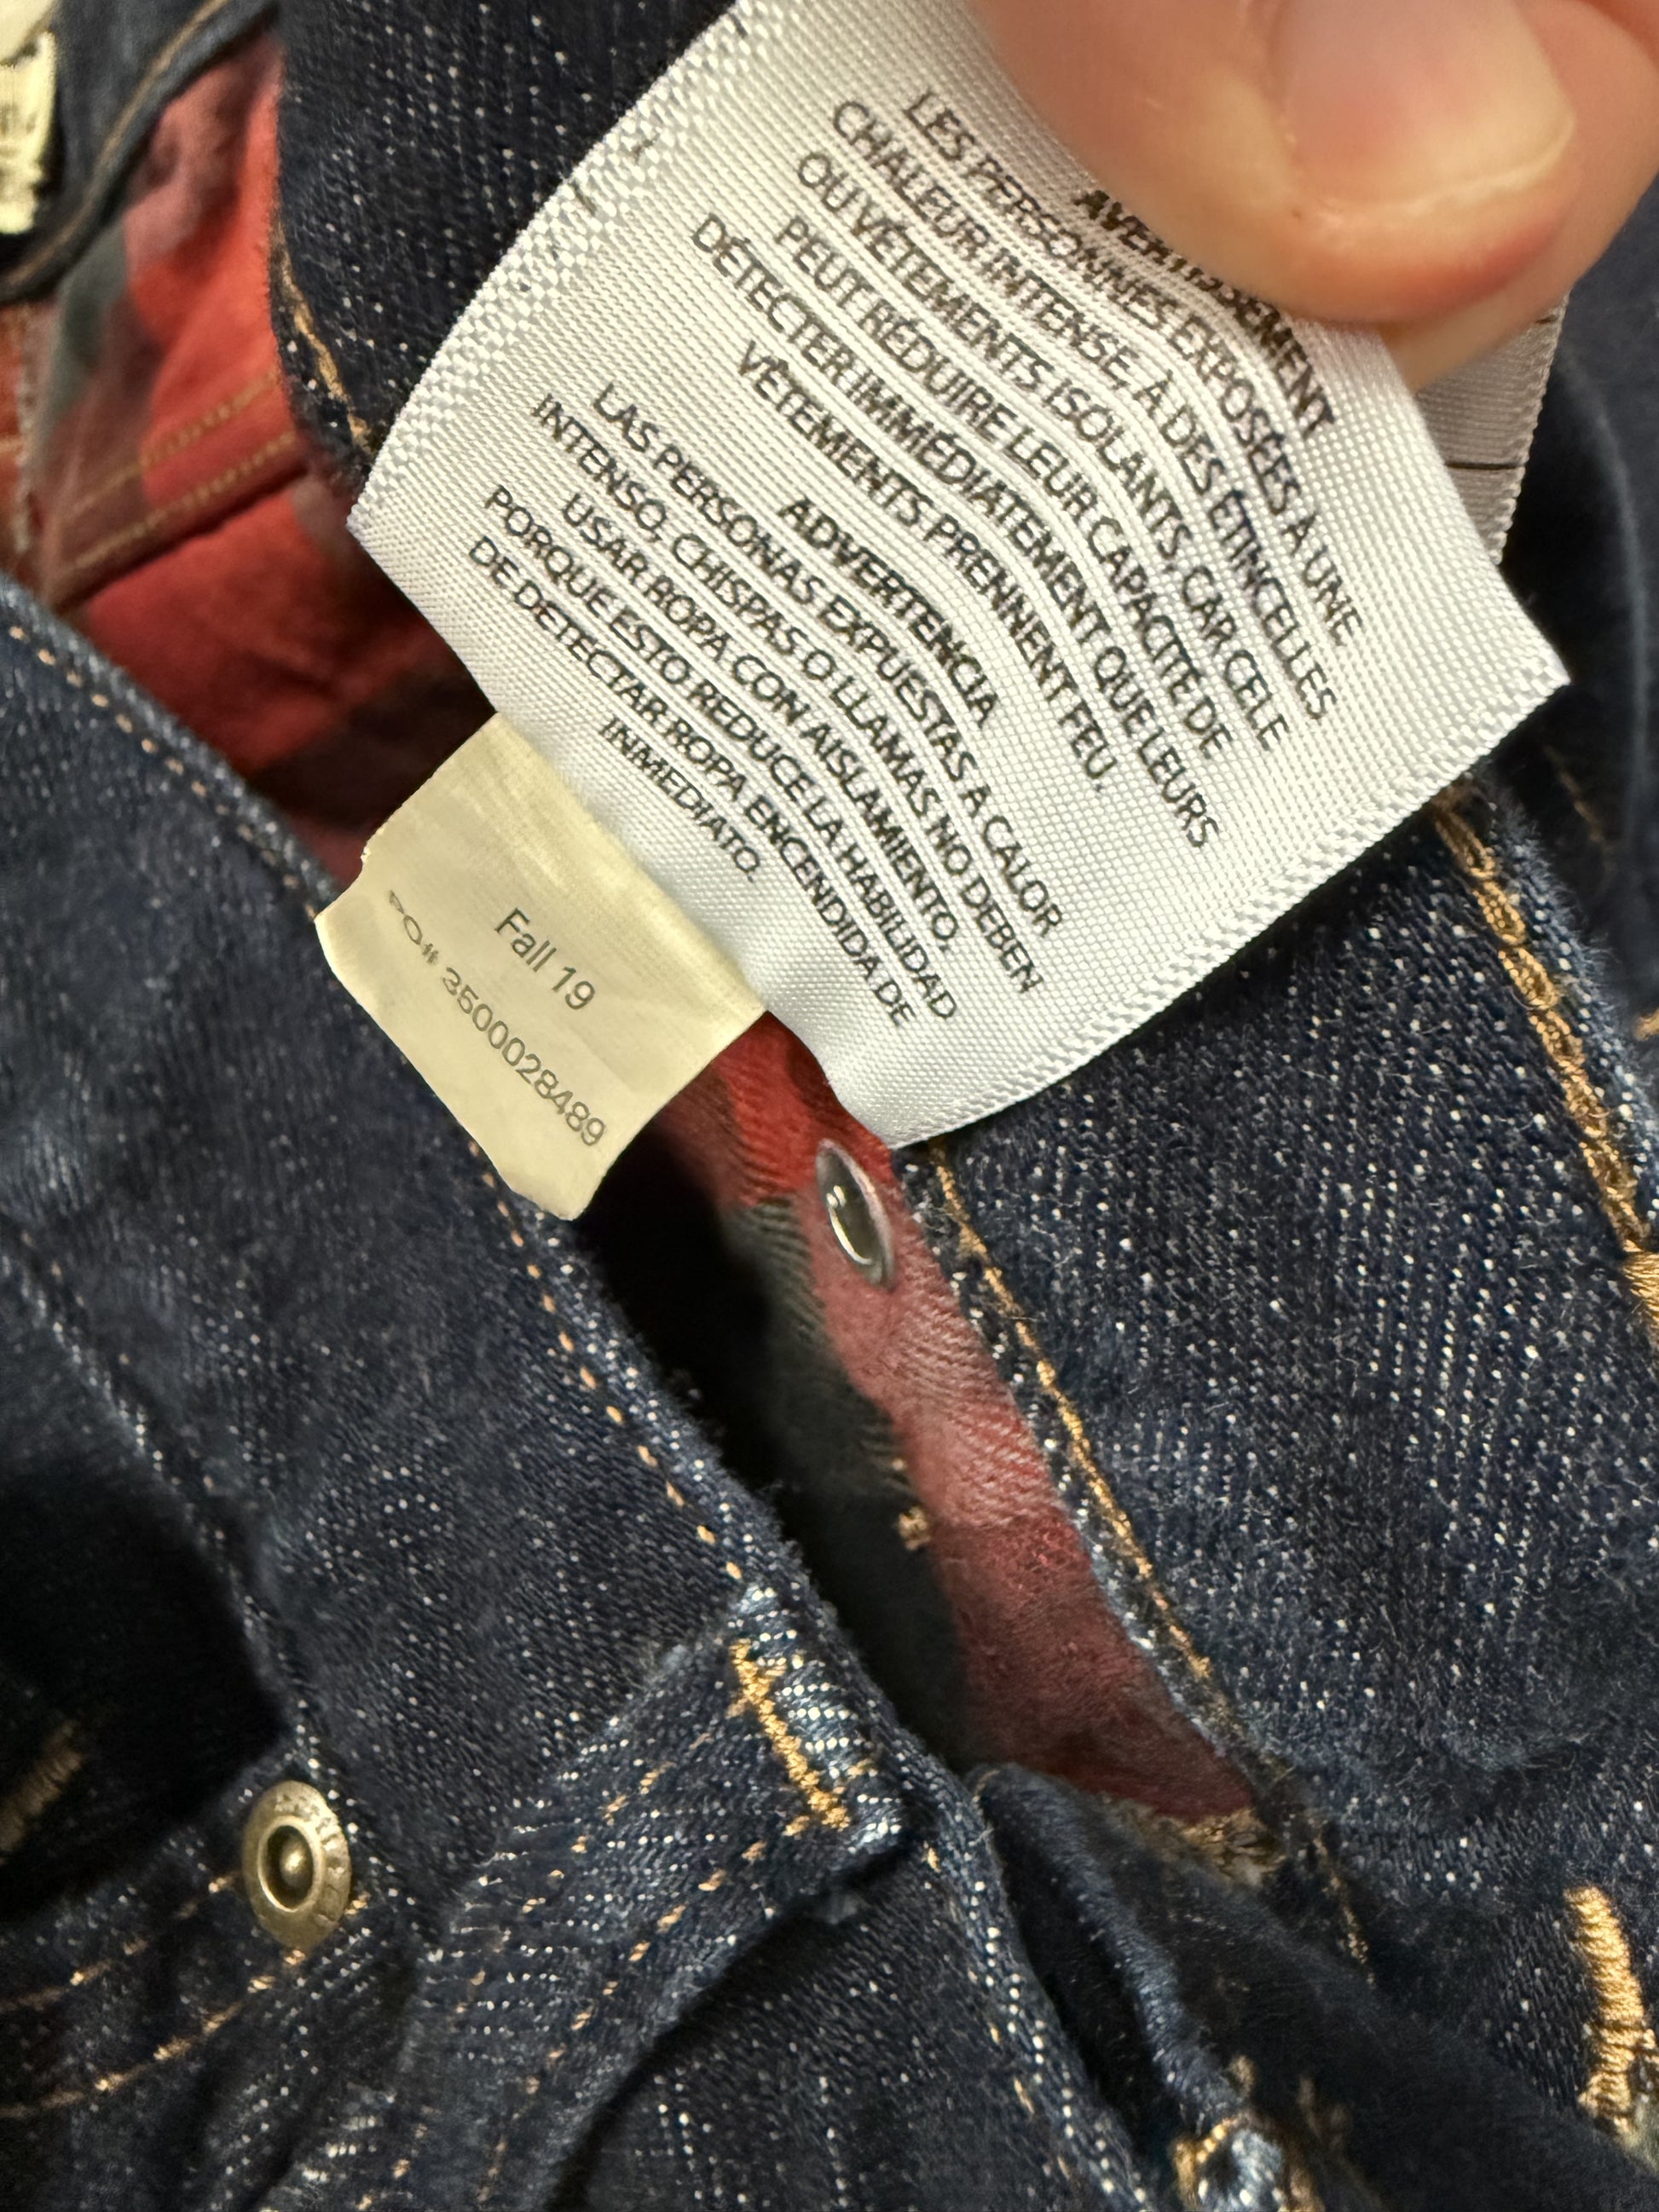 AVERTISSEMENT
LES PERSONNES EXPOSÉES À UNE
CHALEUR INTENSE, À DES ÉTINCELLES
OU VÊTEMENTS ISOLANTS, CAR CELE
PEUT RÉDUIRE LEUR CAPACITÉ DE
DÉTECTER IMMÉDIATEMENT QUE LEURS
VÊTEMENTS PRENNENT FEU.
ADVERTENCIA
LAS PERSONAS EXPUESTAS A CALOR
INTENSO, CHISPAS O LLAMAS NO DEBEN
USAR ROPA CON AISLAMIENTO,
PORQUE ESTO REDUCE LA HABILIDAD
DE DETECTAR ROPA ENCENDIDA DE
INMEDIATO.
Fall 19
PO# 3500028489